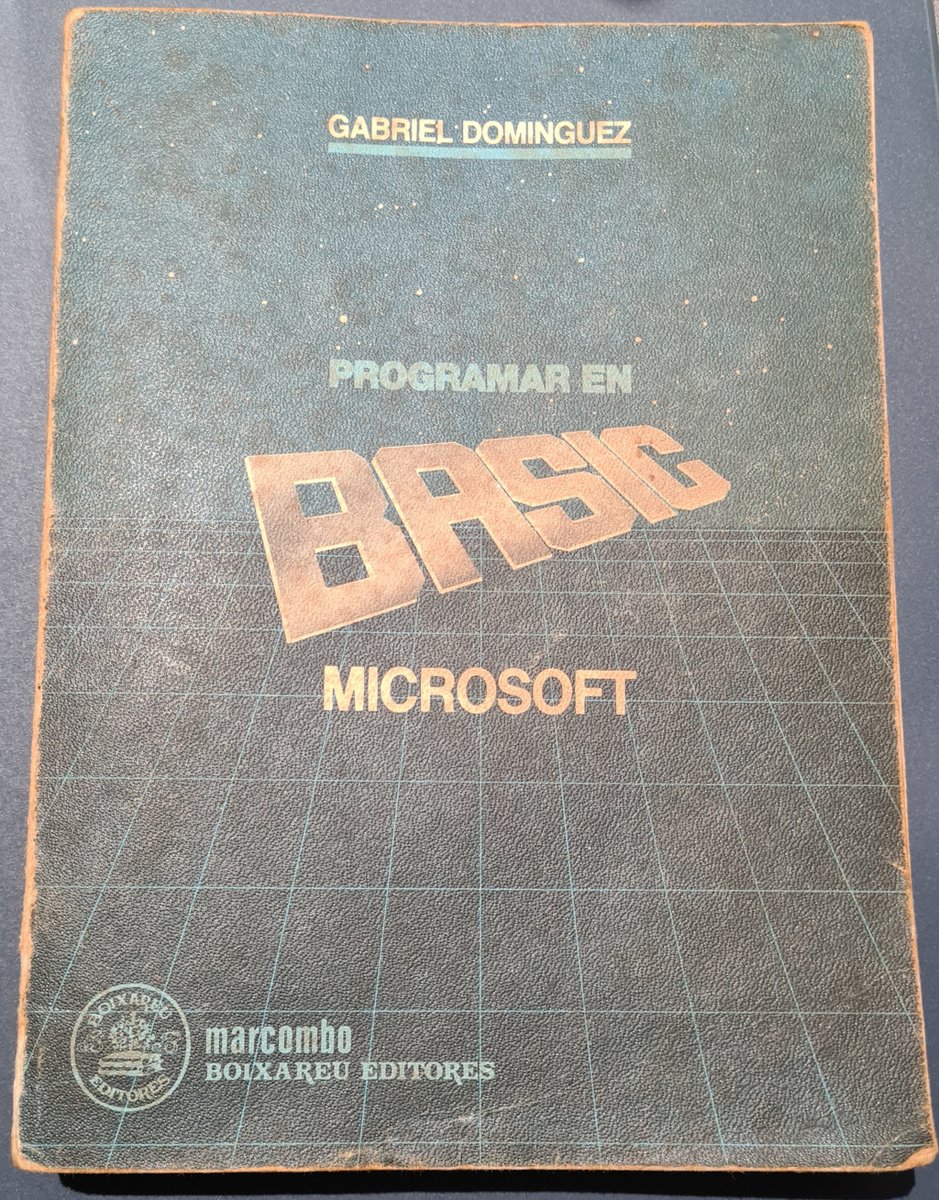 GABRIEL DOMINGUEZ
PROGRAMAR EN
BASIC
MICROSOFT
BOIXAREU
EDITORES
marcombo
BOIXAREU EDITORES